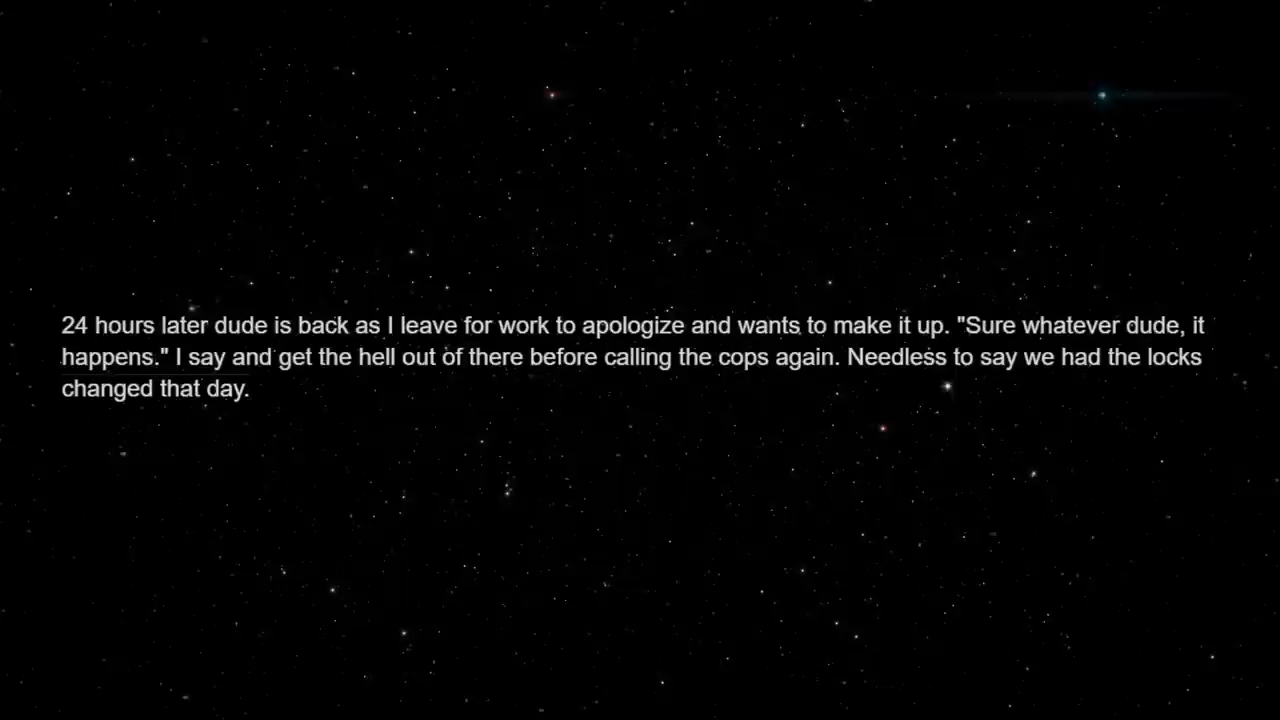 24 hours later dude is back as I leave for work to apologize and wants to make it up. "Sure whatever dude, it
happens." I say and get the hell out of there before calling the cops again. Needless to say we had the locks
changed that day.